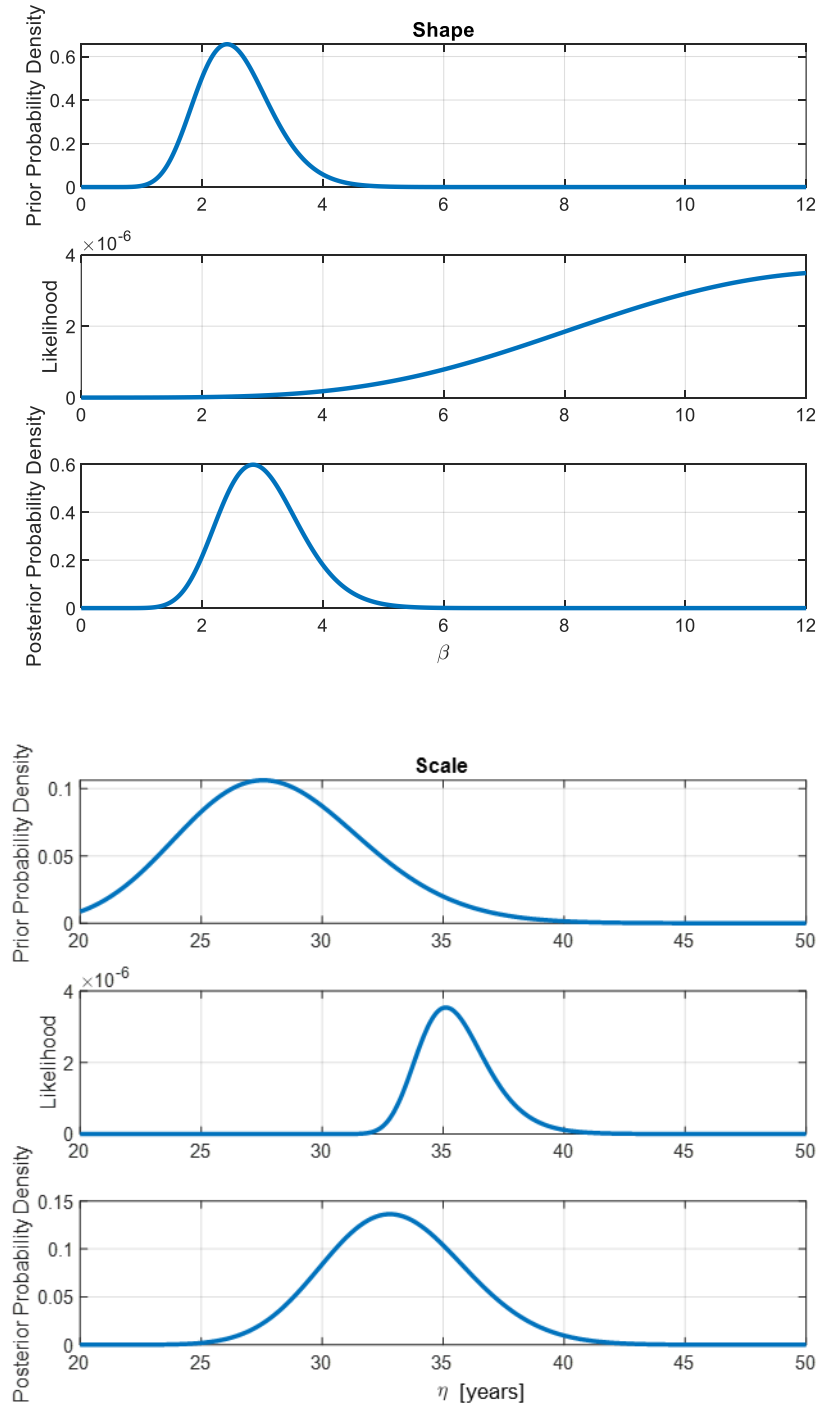 Shape
Prior Probability Density
0.6
0.4
0.2
0
0 2 4 6 8 10 12
×10-6
Likelihood
4
2
0
0 2 4 6 8 10 12
Posterior Probability Density
0.6
0.4
0.2
0
0 2 4 6 8 10 12
β
Scale
Prior Probability Density
0.1
0.05
0
20 25 30 35 40 45 50
×10-6
Likelihood
4
2
0
20 25 30 35 40 45 50
Posterior Probability Density
0.15
0.1
0.05
0
20 25 30 35 40 45 50
η [years]